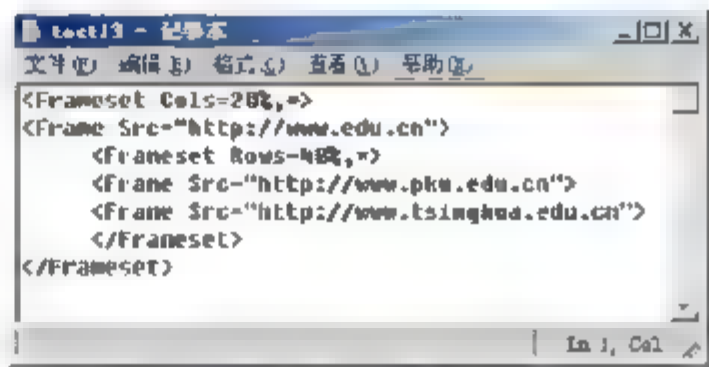 test13 - 记事本
文件(F) 编辑(E) 格式(O) 查看(V) 帮助(H)
<Frameset Cols=20%,*>
<Frame Src="http://www.edu.cn">
<Frameset Rows=40%,*>
<Frame Src="http://www.pku.edu.cn">
<Frame Src="http://www.tsinghua.edu.cn">
</Frameset>
</Frameset>
Ln 1, Col